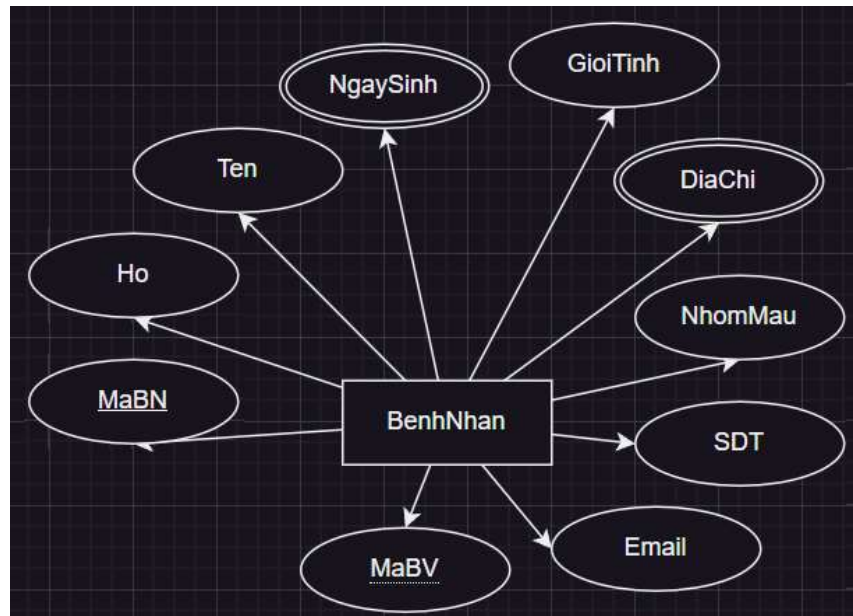 GioiTinh
NgaySinh
Ten
DiaChi
Ho
NhomMau
MaBN
BenhNhan
SDT
Email
MaBV